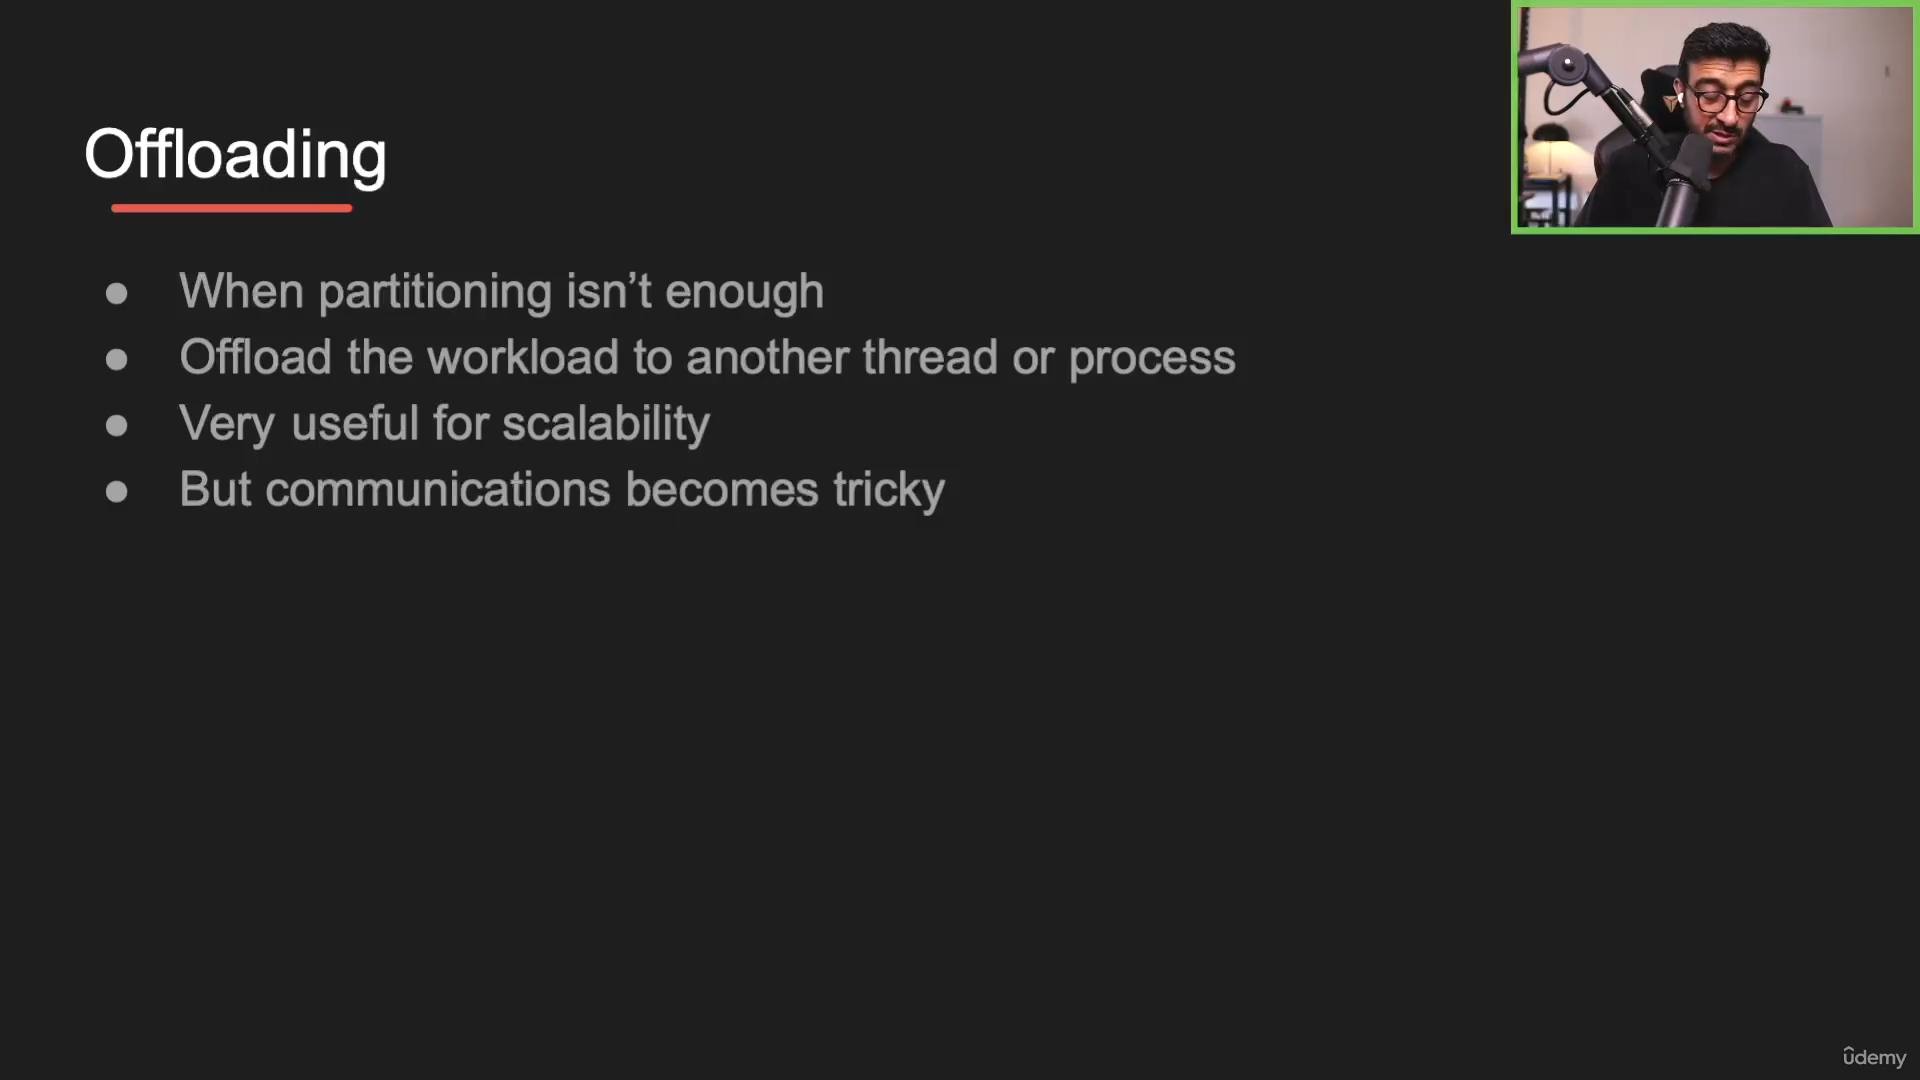 Offloading
● When partitioning isn’t enough
● Offload the workload to another thread or process
● Very useful for scalability
● But communications becomes tricky
ûdemy